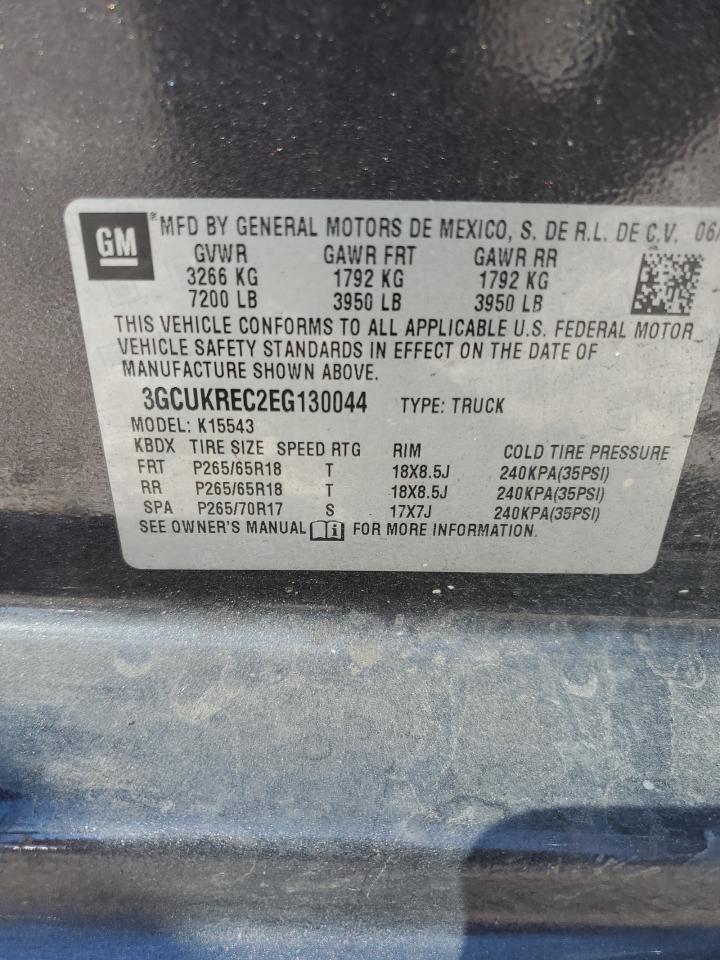 GM ® MFD BY GENERAL MOTORS DE MEXICO, S. DE R.L. DE C.V. 06/
GVWR GAWR FRT GAWR RR
3266 KG 1792 KG 1792 KG
7200 LB 3950 LB 3950 LB
THIS VEHICLE CONFORMS TO ALL APPLICABLE U.S. FEDERAL MOTOR
VEHICLE SAFETY STANDARDS IN EFFECT ON THE DATE OF
MANUFACTURE SHOWN ABOVE.
3GCUKREC2EG130044 TYPE: TRUCK
MODEL: K15543
KBDX TIRE SIZE SPEED RTG RIM COLD TIRE PRESSURE
FRT P265/65R18 T 18X8.5J 240KPA(35PSI)
RR P265/65R18 T 18X8.5J 240KPA(35PSI)
SPA P265/70R17 S 17X7J 240KPA(35PSI)
SEE OWNER'S MANUAL FOR MORE INFORMATION.